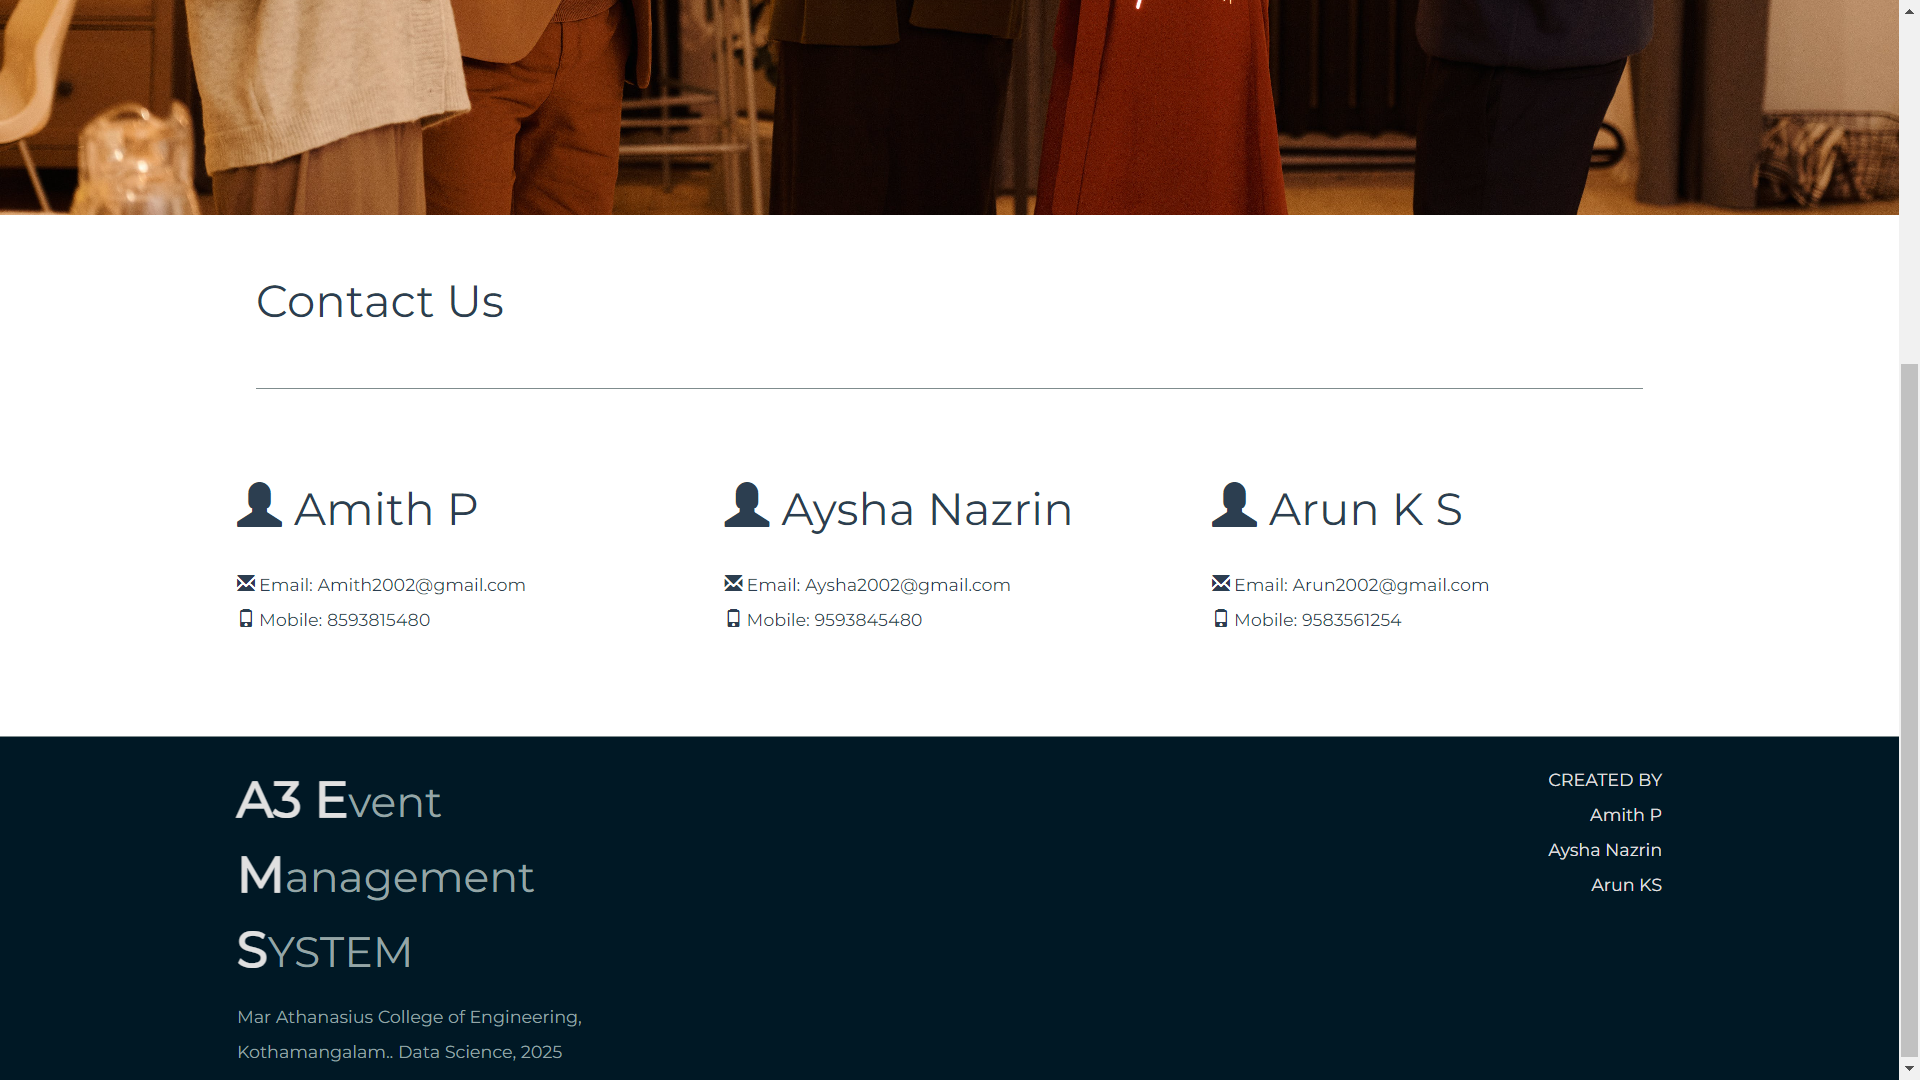 Contact Us
Amith P
Email: Amith2002@gmail.com
Mobile: 8593815480
Aysha Nazrin
Email: Aysha2002@gmail.com
Mobile: 9593845480
Arun K S
Email: Arun2002@gmail.com
Mobile: 9583561254
A3 Event
Management
SYSTEM
Mar Athanasius College of Engineering,
Kothamangalam.. Data Science, 2025
CREATED BY
Amith P
Aysha Nazrin
Arun KS